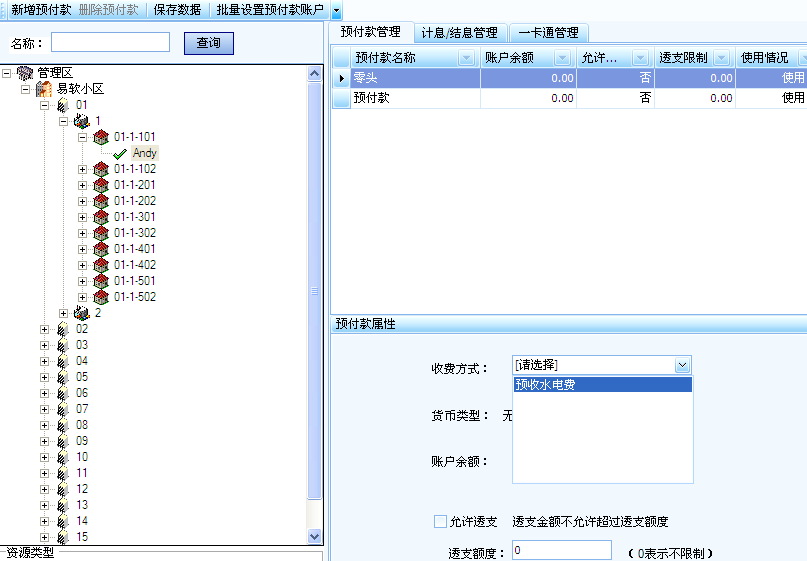 新增预付款 删除预付款 保存数据 批量设置预付款账户
名称： 查询
管理区
易软小区
01
1
01-1-101
Andy
01-1-102
01-1-201
01-1-202
01-1-301
01-1-302
01-1-401
01-1-402
01-1-501
01-1-502
2
02
03
04
05
06
07
08
09
10
11
12
13
14
15
资源类型
预付款管理 计息/结息管理 一卡通管理
预付款名称 账户余额 允许... 透支限制 使用情况
零头 0.00 否 0.00 使用
预付款 0.00 否 0.00 使用
预付款属性
收费方式： [请选择]
预收水电费
货币类型： 无
账户余额：
允许透支 透支金额不允许超过透支额度
透支额度： 0 （0表示不限制）